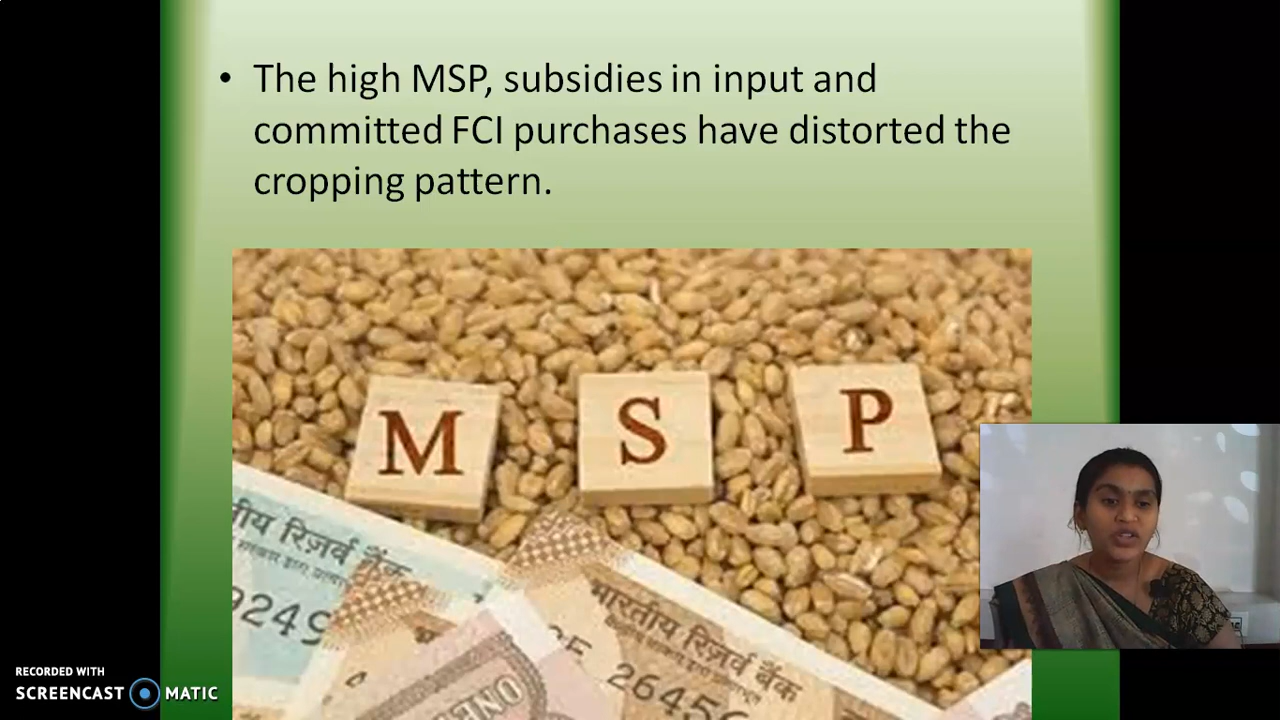 • The high MSP, subsidies in input and
committed FCI purchases have distorted the
cropping pattern.
M S P
रिज़र्व बैंक
भारतीय रिज़र्व बैंक
RECORDED WITH
SCREENCAST MATIC